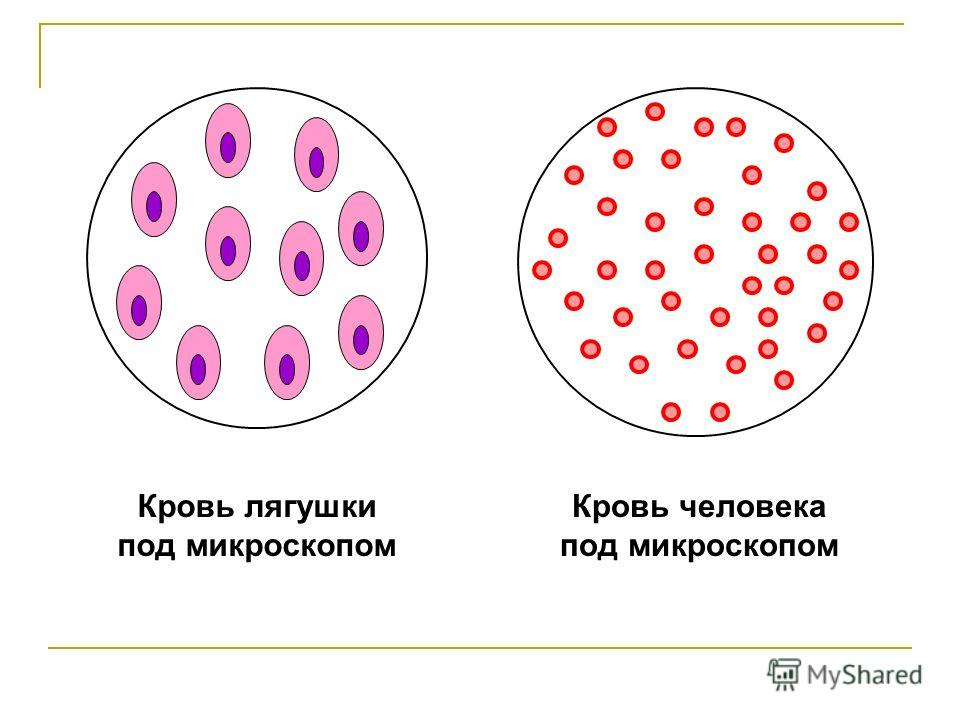 Кровь лягушки
под микроскопом
Кровь человека
под микроскопом
MyShared